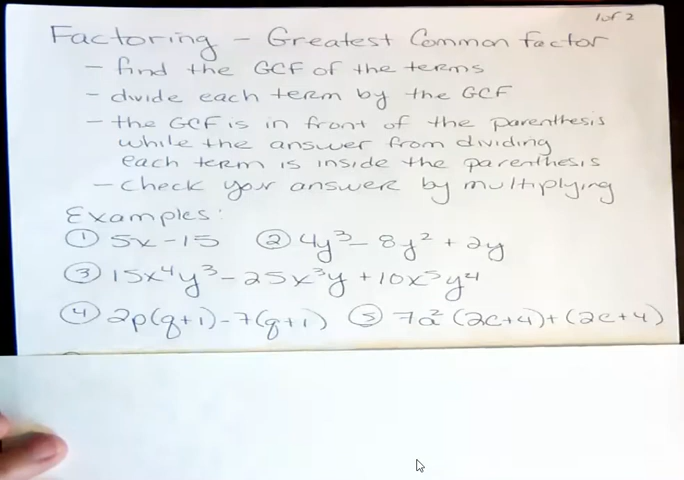 1 of 2
Factoring - Greatest Common factor
- find the GCF of the terms
- divide each term by the GCF
- the GCF is in front of the parenthesis
while the answer from dividing
each term is inside the parenthesis
- check your answer by multiplying
Examples:
① 5x - 15 ② 4y³ - 8y² + 2y
③ 15x⁴y³ - 25x³y + 10x⁵y⁴
④ 2p(q+1) - 7(q+1) ⑤ 7a² (2c+4) + (2c+4)